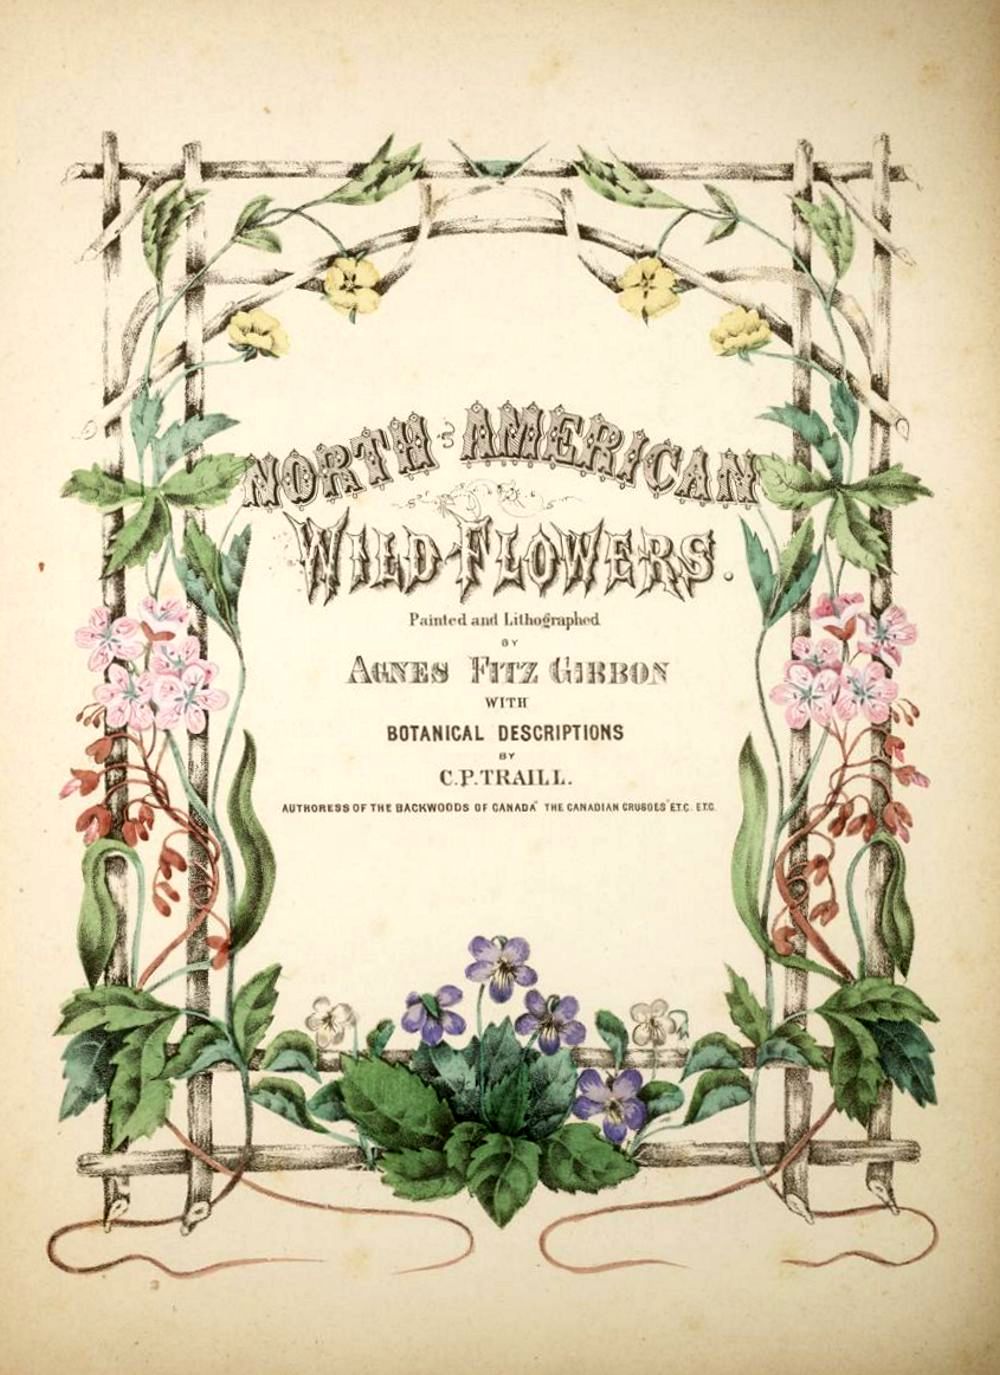 NORTH AMERICAN
WILD FLOWERS.
Painted and Lithographed
BY
AGNES FITZ GIBBON
WITH
BOTANICAL DESCRIPTIONS
BY
C.P. TRAILL.
AUTHORESS OF THE BACKWOODS OF CANADA" THE CANADIAN CRUSOES" ETC. ETC.